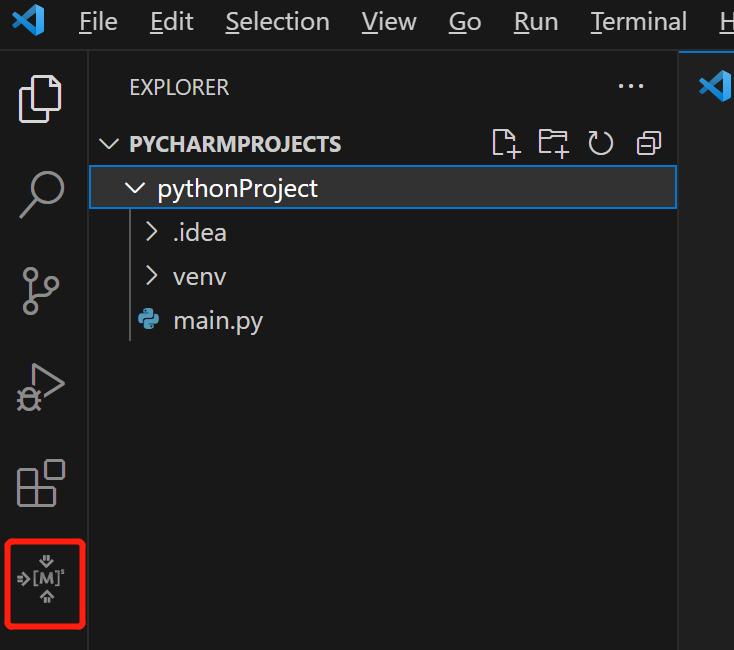 File Edit Selection View Go Run Terminal H
EXPLORER
PYCHARMPROJECTS
pythonProject
.idea
venv
main.py
[M]s